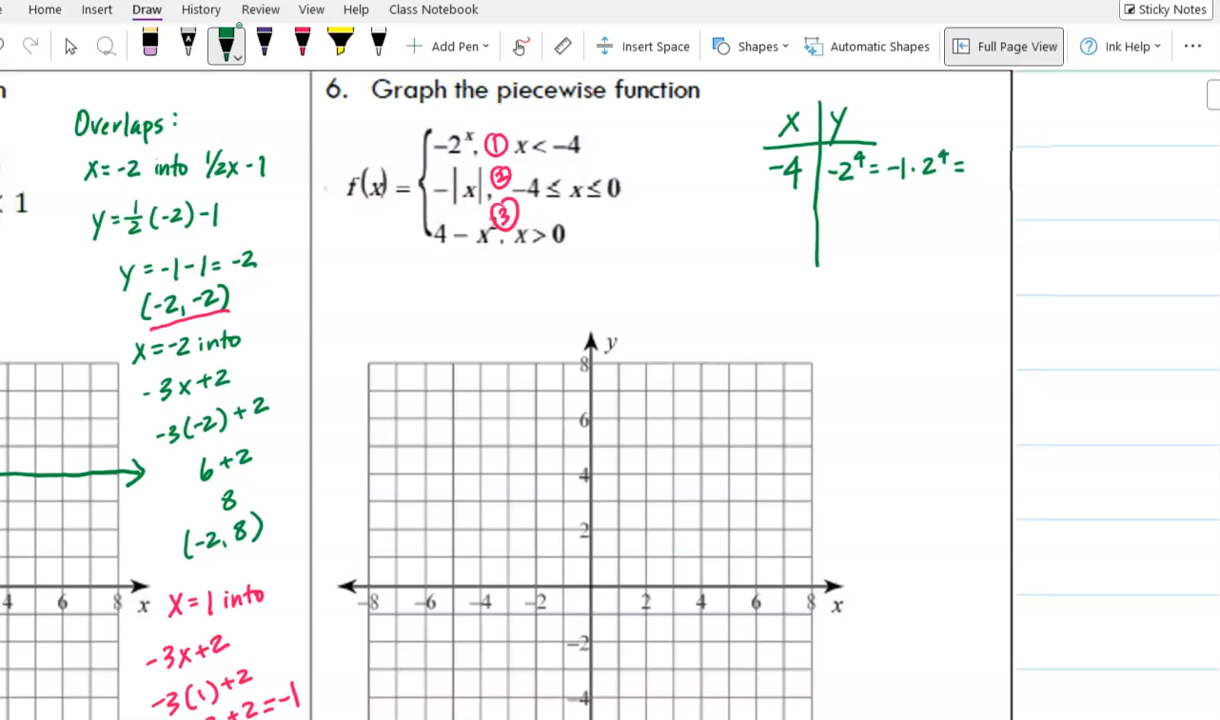 Home Insert Draw History Review View Help Class Notebook
Sticky Notes
Add Pen Insert Space Shapes Automatic Shapes Full Page View Ink Help
Overlaps:
x=-2 into 1/2x-1
1
y=½(-2)-1
y=-1-1=-2
(-2,-2)
x=-2 into
-3x+2
-3(-2)+2
6+2
8
(-2,8)
x=1 into
-3x+2
-3(1)+2
+2=-1
4 6 8 x
6. Graph the piecewise function
-2ˣ, ① x < -4
f(x) = -|x|, ② -4 ≤ x ≤ 0
③
4 - x , x > 0
x y
-4 -2⁴=-1·2⁴=
y
8
6
4
2
-8 -6 -4 -2 2 4 6 8 x
-2
-4